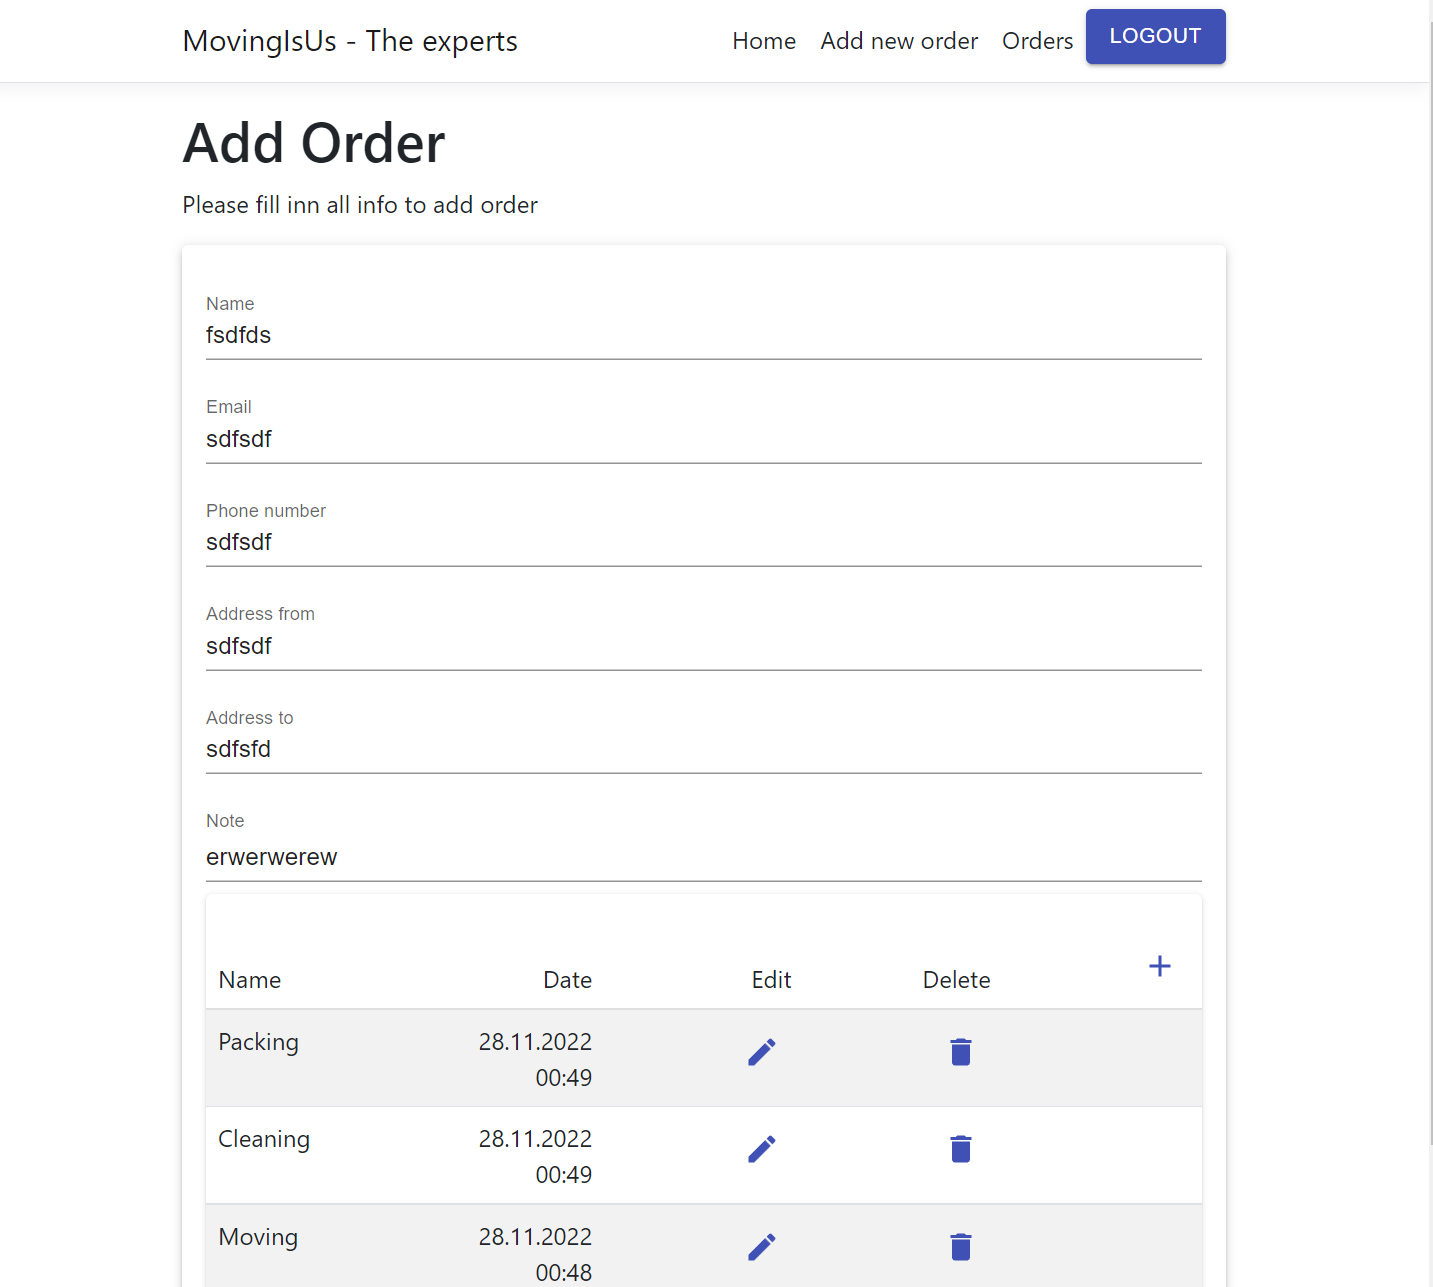 MovingIsUs - The experts
Home Add new order Orders LOGOUT
Add Order
Please fill inn all info to add order
Name
fsdfds
Email
sdfsdf
Phone number
sdfsdf
Address from
sdfsdf
Address to
sdfsfd
Note
erwerwerew
Name Date Edit Delete +
Packing 28.11.2022
00:49
Cleaning 28.11.2022
00:49
Moving 28.11.2022
00:48